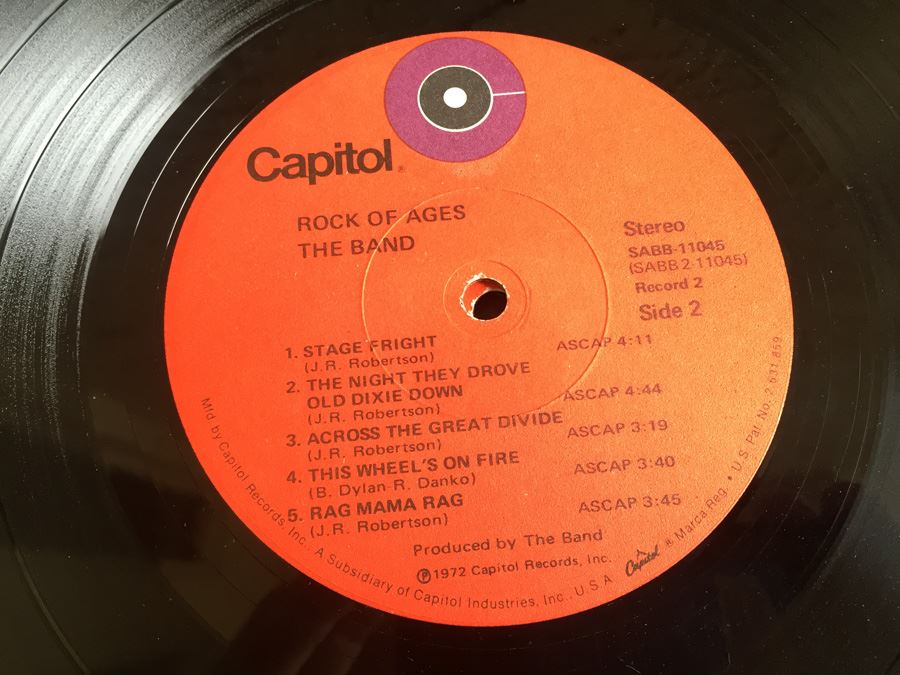 Capitol®
ROCK OF AGES
THE BAND
Stereo
SABB-11045
(SABB 2-11045)
Record 2
Side 2
1. STAGE FRIGHT ASCAP 4:11
(J.R. Robertson)
2. THE NIGHT THEY DROVE
OLD DIXIE DOWN ASCAP 4:44
(J.R. Robertson)
3. ACROSS THE GREAT DIVIDE ASCAP 3:19
(J.R. Robertson)
4. THIS WHEEL'S ON FIRE ASCAP 3:40
(B. Dylan-R. Danko)
5. RAG MAMA RAG ASCAP 3:45
(J.R. Robertson)
Produced by The Band
℗1972 Capitol Records, Inc.
Mfd by Capitol Records, Inc. A Subsidiary of Capitol Industries, Inc., U.S.A. Capitol ® Marca Reg. • U.S. Pat. No. 2,631,859